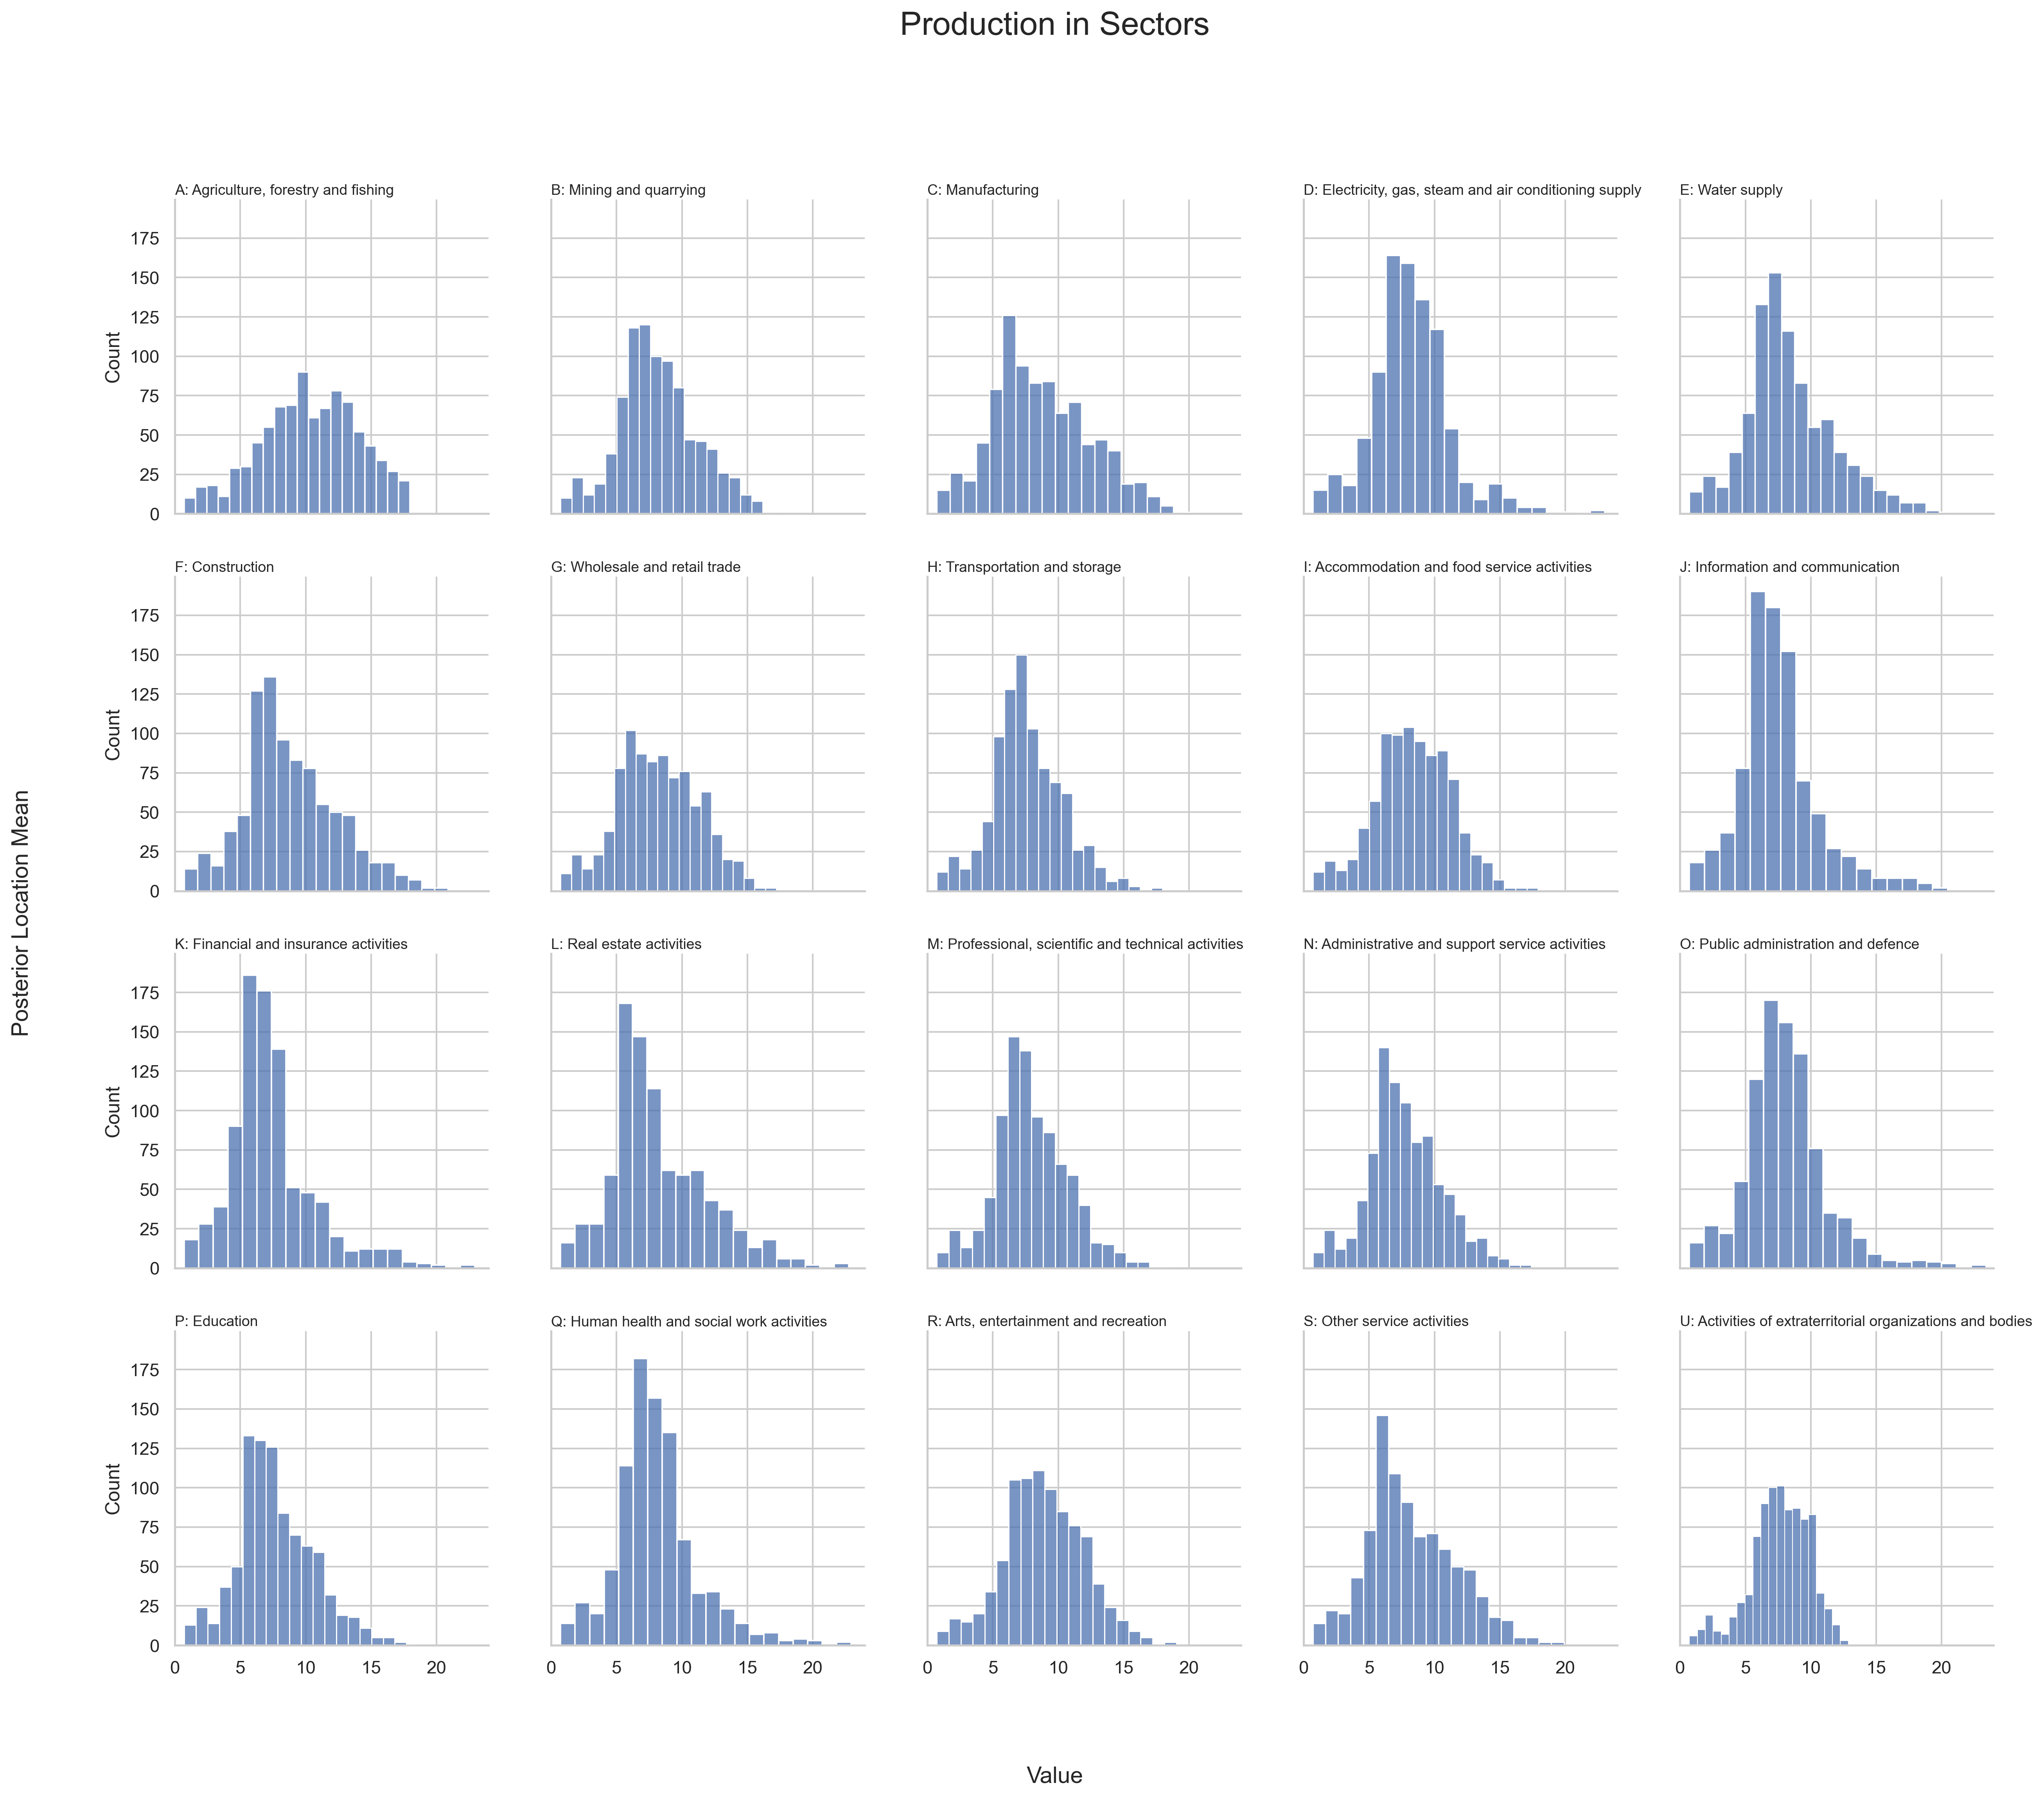 Production in Sectors
A: Agriculture, forestry and fishing
B: Mining and quarrying
C: Manufacturing
D: Electricity, gas, steam and air conditioning supply
E: Water supply
175
150
125
100
75
50
25
0
Count
F: Construction
G: Wholesale and retail trade
H: Transportation and storage
I: Accommodation and food service activities
J: Information and communication
175
150
125
100
75
50
25
0
Count
Posterior Location Mean
K: Financial and insurance activities
L: Real estate activities
M: Professional, scientific and technical activities
N: Administrative and support service activities
O: Public administration and defence
175
150
125
100
75
50
25
0
Count
P: Education
Q: Human health and social work activities
R: Arts, entertainment and recreation
S: Other service activities
U: Activities of extraterritorial organizations and bodies
175
150
125
100
75
50
25
0
Count
0 5 10 15 20
0 5 10 15 20
0 5 10 15 20
0 5 10 15 20
0 5 10 15 20
Value